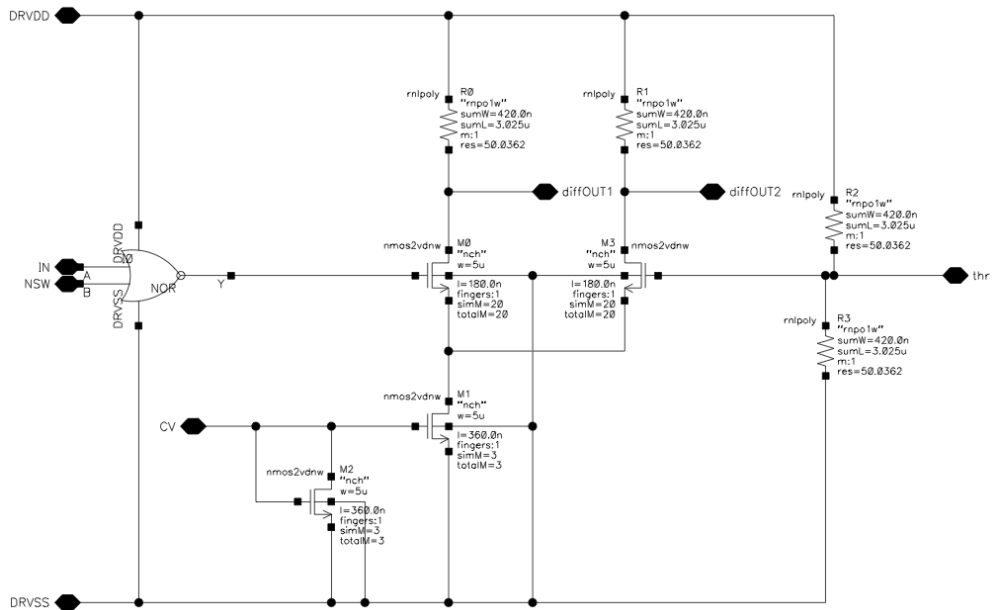 DRVDD
rnlpoly
R0
"rnpo1w"
sumW=420.0n
sumL=3.025u
m:1
res=50.0362
rnlpoly
R1
"rnpo1w"
sumW=420.0n
sumL=3.025u
m:1
res=50.0362
diffOUT1
diffOUT2
rnlpoly
R2
"rnpo1w"
sumW=420.0n
sumL=3.025u
m:1
res=50.0362
DRVDD
IN
NSW
A
B
NOR
Y
DRVSS
M0
nmos2vdnw
"nch"
w=5u
l=180.0n
fingers:1
simM=20
totalM=20
M3
nmos2vdnw
"nch"
w=5u
l=180.0n
fingers:1
simM=20
totalM=20
thr
rnlpoly
R3
"rnpo1w"
sumW=420.0n
sumL=3.025u
m:1
res=50.0362
nmos2vdnw
M1
"nch"
w=5u
l=360.0n
fingers:1
simM=3
totalM=3
CV
nmos2vdnw
M2
"nch"
w=5u
l=360.0n
fingers:1
simM=3
totalM=3
DRVSS